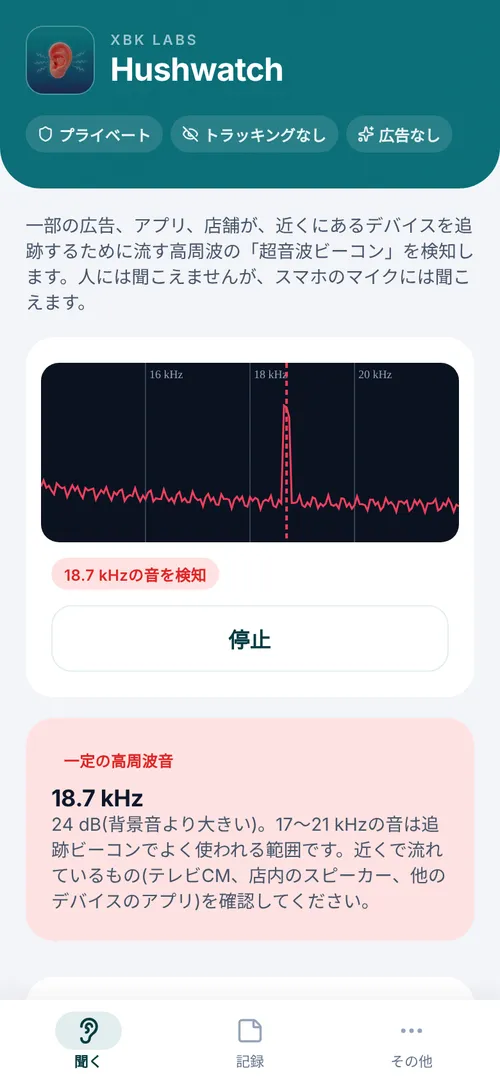 XBK LABS
Hushwatch
プライベート
トラッキングなし
広告なし
一部の広告、アプリ、店舗が、近くにあるデバイスを追
跡するために流す高周波の「超音波ビーコン」を検知し
ます。人には聞こえませんが、スマホのマイクには聞こ
えます。
16 kHz
18 kHz
20 kHz
18.7 kHzの音を検知
停止
一定の高周波音
18.7 kHz
24 dB(背景音より大きい)。17〜21 kHzの音は追
跡ビーコンでよく使われる範囲です。近くで流れ
ているもの(テレビCM、店内のスピーカー、他の
デバイスのアプリ)を確認してください。
聞く
記録
その他